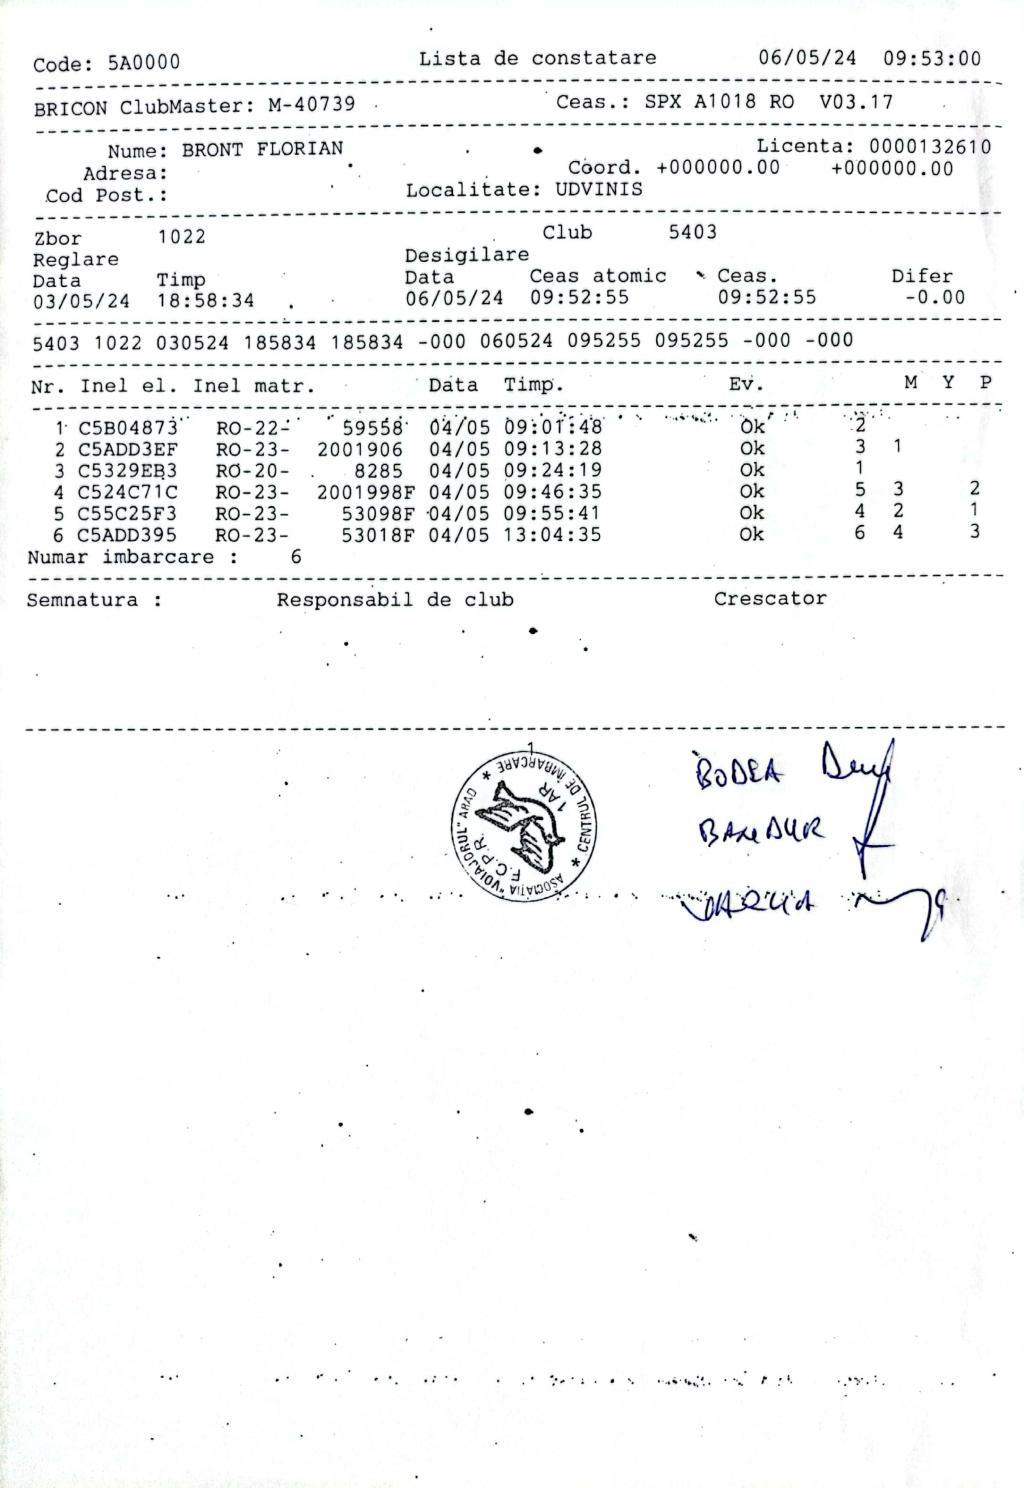 Code: 5A0000 Lista de constatare 06/05/24 09:53:00
BRICON ClubMaster: M-40739 Ceas.: SPX A1018 RO V03.17
Nume: BRONT FLORIAN Licenta: 0000132610
Adresa: Coord. +000000.00 +000000.00
Cod Post.: Localitate: UDVINIS
Zbor 1022 Club 5403
Reglare Desigilare
Data Timp Data Ceas atomic Ceas. Difer
03/05/24 18:58:34 06/05/24 09:52:55 09:52:55 -0.00
5403 1022 030524 185834 185834 -000 060524 095255 095255 -000 -000
Nr. Inel el. Inel matr. Data Timp. Ev. M Y P
1 C5B04873 RO-22- 59558 04/05 09:01:48 Ok 2
2 C5ADD3EF RO-23- 2001906 04/05 09:13:28 Ok 3 1
3 C5329EB3 RO-20- 8285 04/05 09:24:19 Ok 1
4 C524C71C RO-23- 2001998F 04/05 09:46:35 Ok 5 3 2
5 C55C25F3 RO-23- 53098F 04/05 09:55:41 Ok 4 2 1
6 C5ADD395 RO-23- 53018F 04/05 13:04:35 Ok 6 4 3
Numar imbarcare : 6
Semnatura : Responsabil de club Crescator
1
ASOCIATIA "VOIAJORUL" ARAD * CENTRUL DE ÎMBARCARE *
F.C.P.R.
1 AR
BODEA